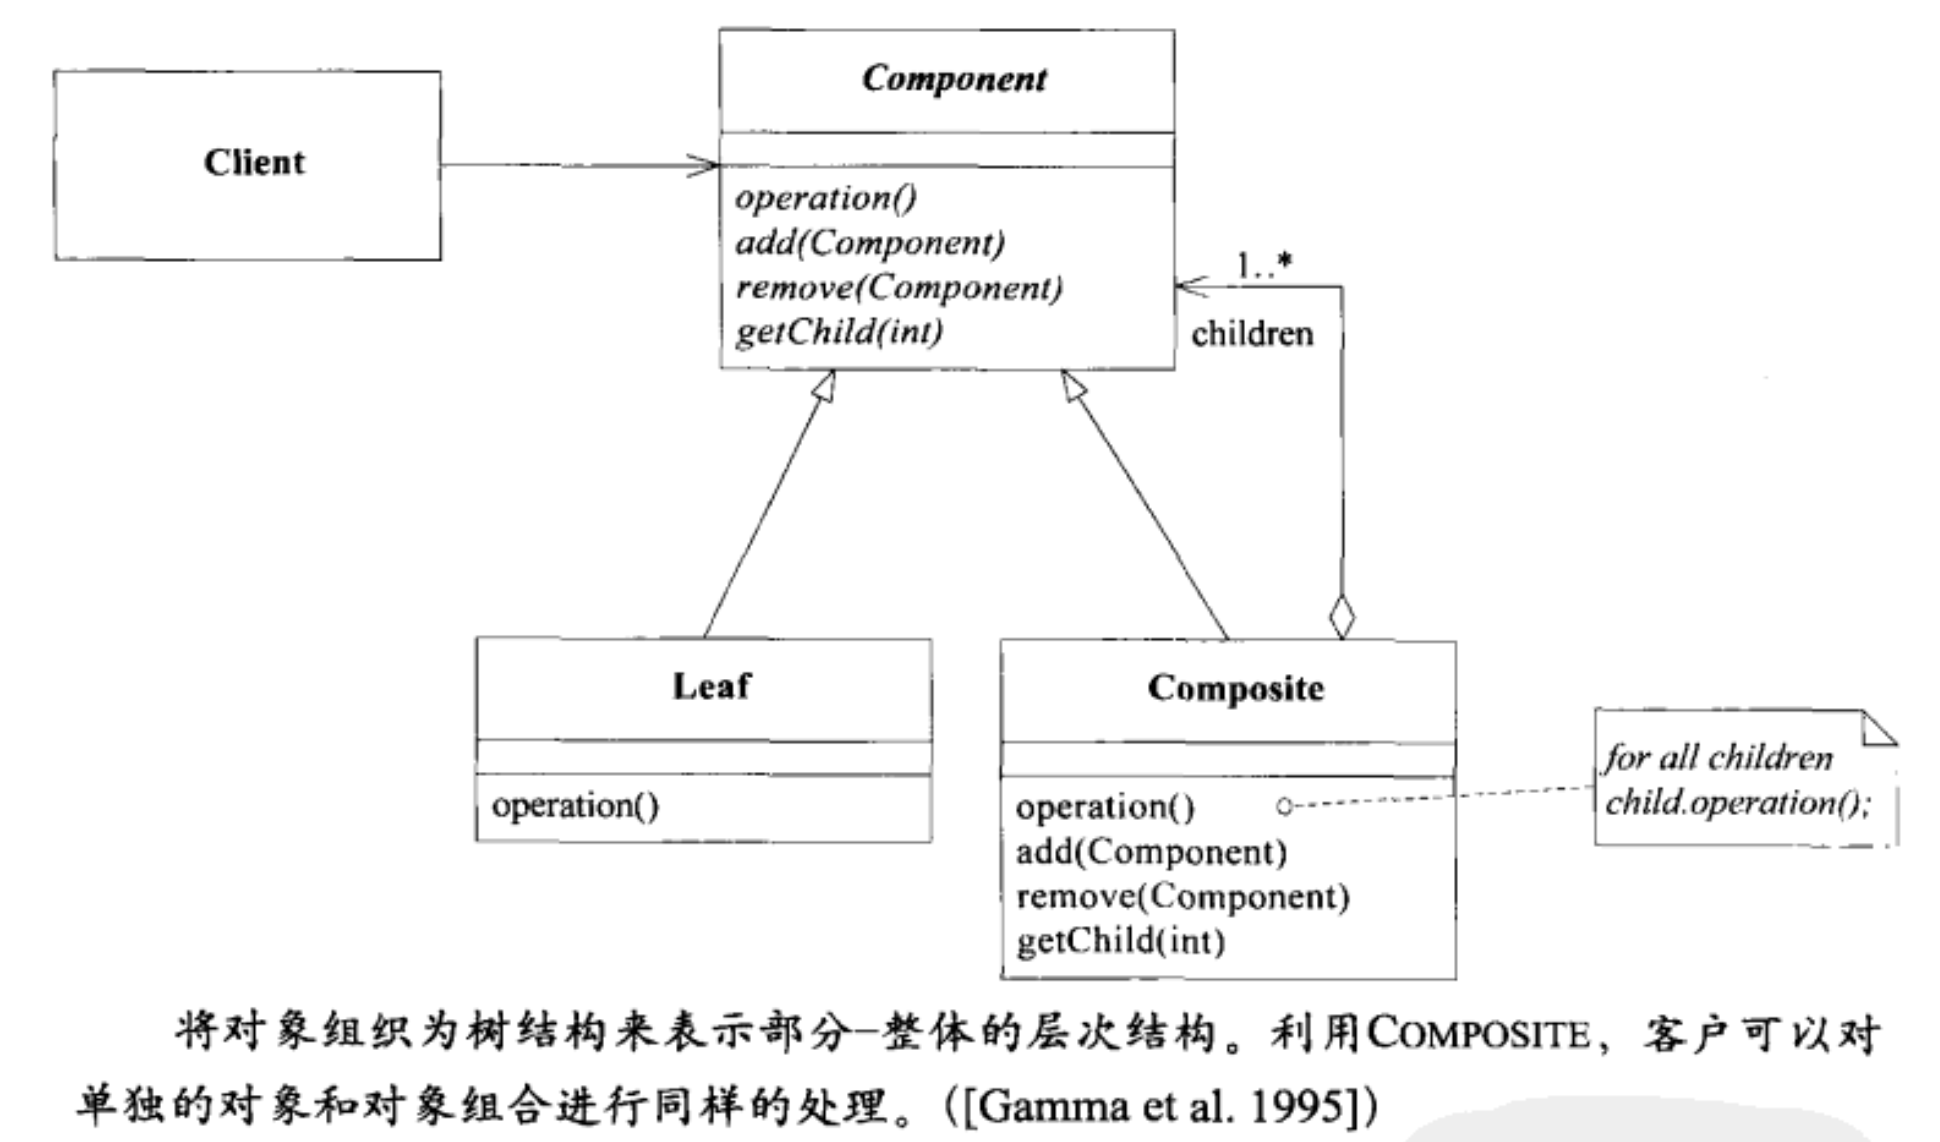 Component
Client
operation()
add(Component)
remove(Component)
getChild(int)
1..*
children
Leaf
operation()
Composite
operation()
add(Component)
remove(Component)
getChild(int)
for all children
child.operation();
将对象组织为树结构来表示部分–整体的层次结构。利用COMPOSITE，客户可以对
单独的对象和对象组合进行同样的处理。([Gamma et al. 1995])